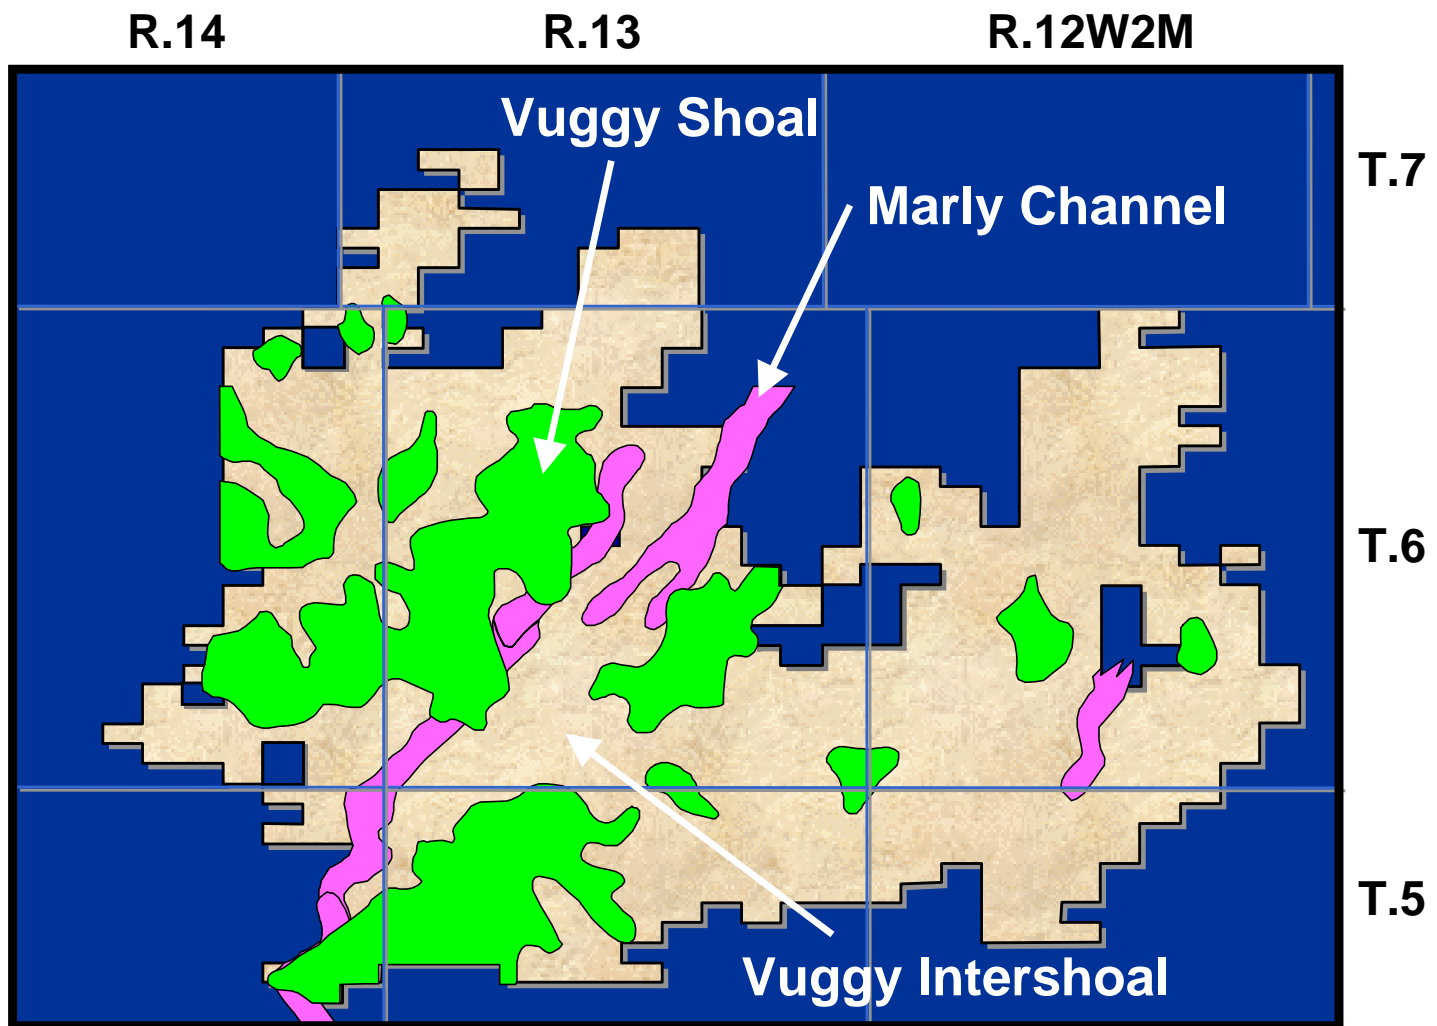 R.14 R.13 R.12W2M
Vuggy Shoal
T.7
Marly Channel
T.6
T.5
Vuggy Intershoal